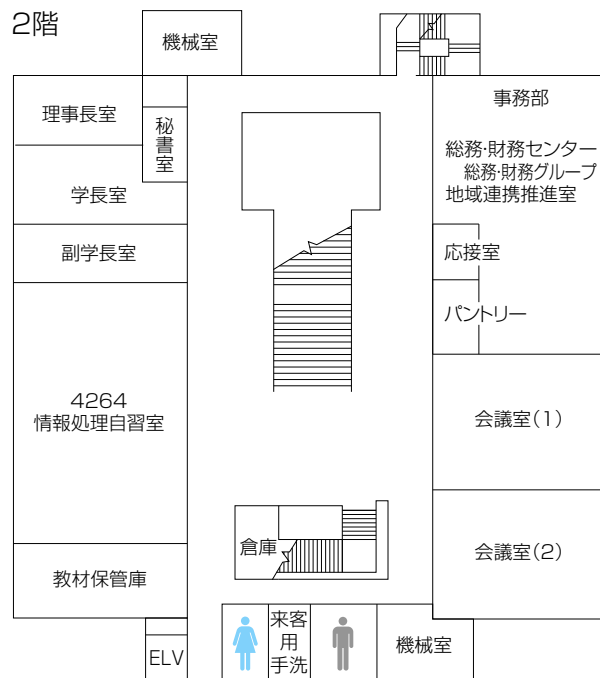 2階
機械室
理事長室
秘書室
学長室
副学長室
4264
情報処理自習室
教材保管庫
ELV
事務部
総務・財務センター
総務・財務グループ
地域連携推進室
応接室
パントリー
会議室(1)
会議室(2)
倉庫
来客用手洗
機械室